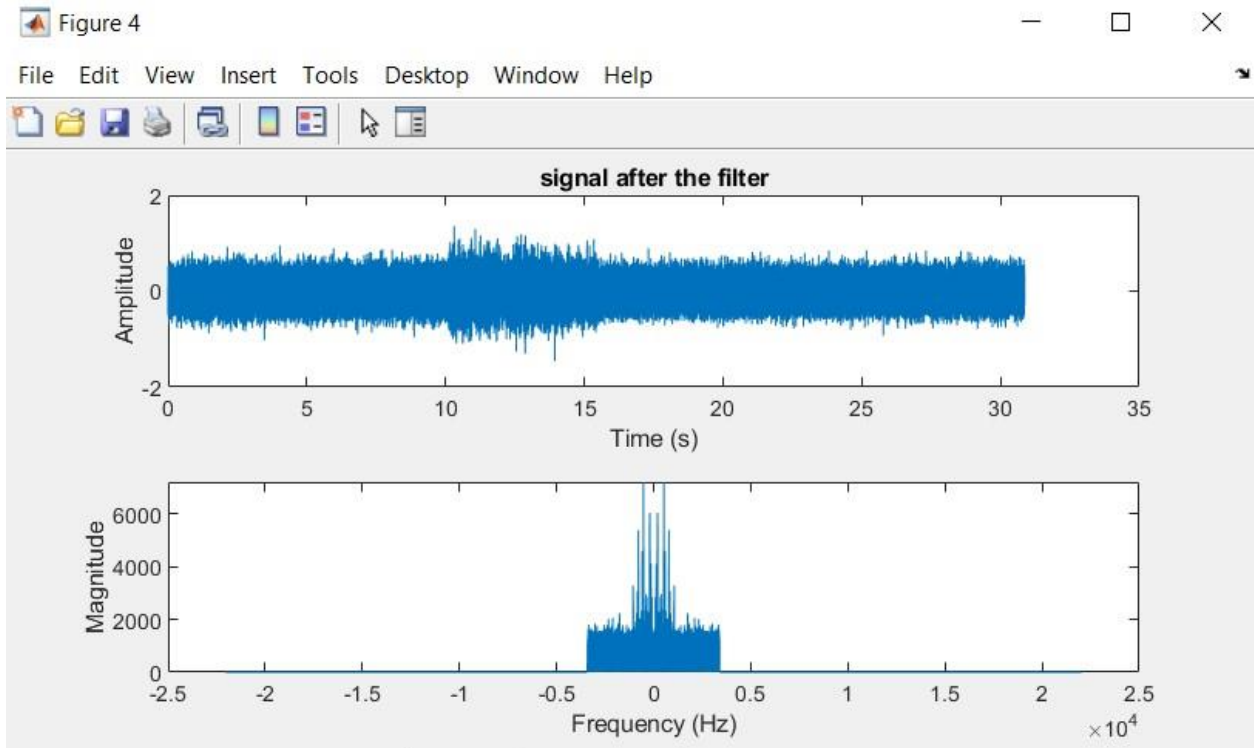 Figure 4
File Edit View Insert Tools Desktop Window Help
signal after the filter
2
0
-2
Amplitude
0 5 10 15 20 25 30 35
Time (s)
6000
4000
2000
0
Magnitude
-2.5 -2 -1.5 -1 -0.5 0 0.5 1 1.5 2 2.5
Frequency (Hz)
×10⁴